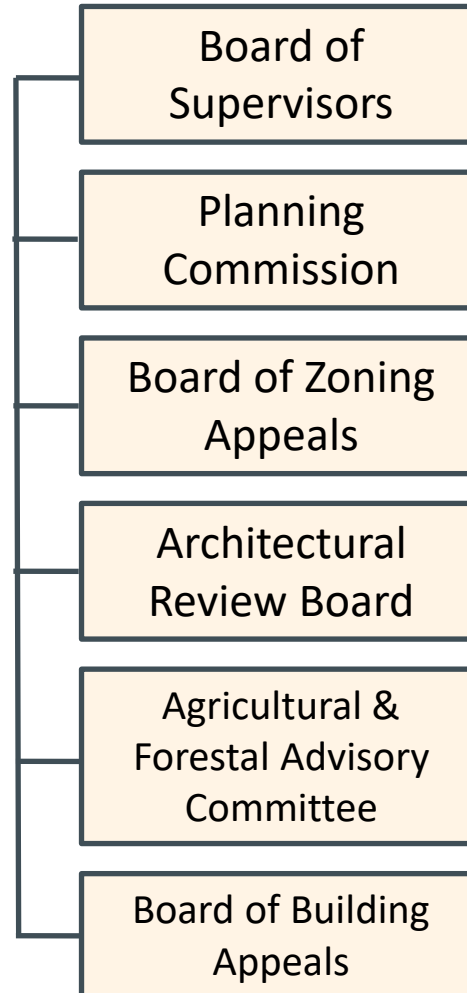 Board of
Supervisors
Planning
Commission
Board of Zoning
Appeals
Architectural
Review Board
Agricultural &
Forestal Advisory
Committee
Board of Building
Appeals